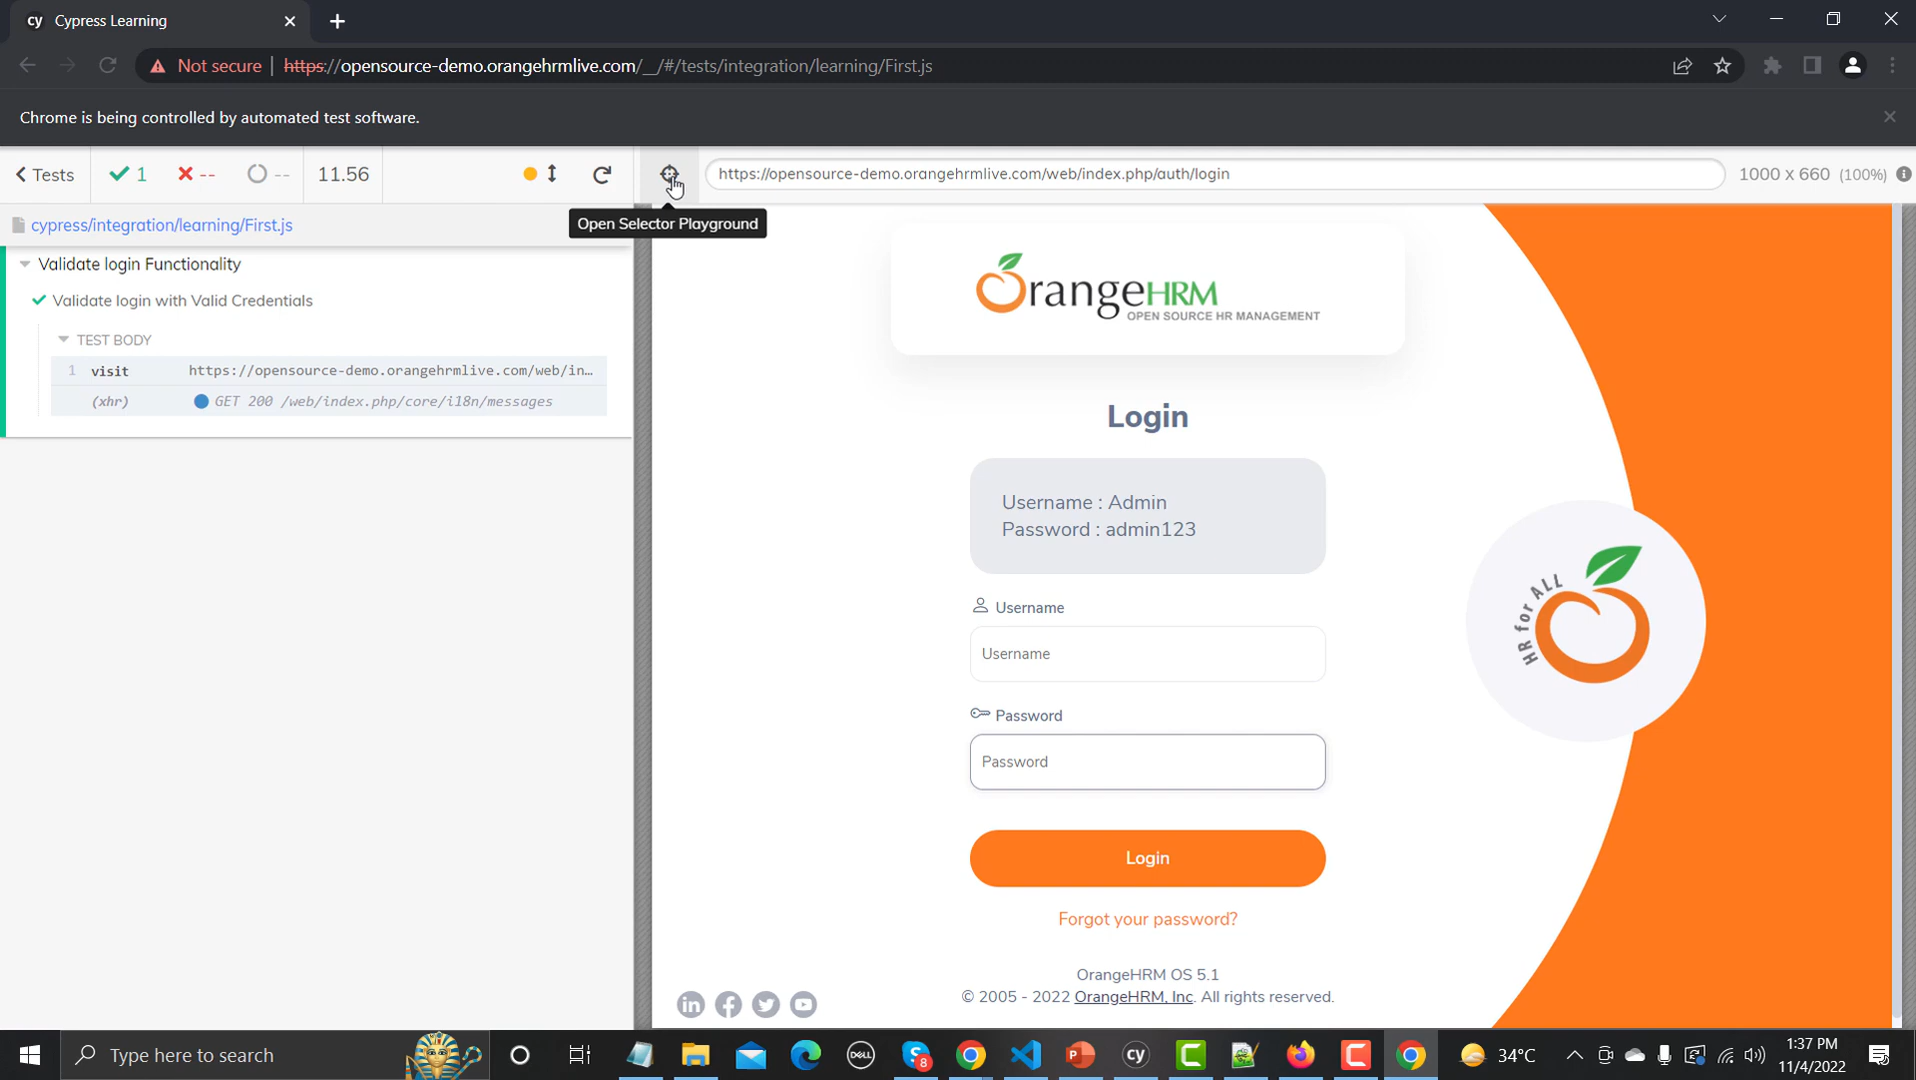 cy Cypress Learning
Not secure | https://opensource-demo.orangehrmlive.com/__/#/tests/integration/learning/First.js
Chrome is being controlled by automated test software.
Tests 1 -- -- 11.56
https://opensource-demo.orangehrmlive.com/web/index.php/auth/login
1000 x 660 (100%)
Open Selector Playground
cypress/integration/learning/First.js
Validate login Functionality
Validate login with Valid Credentials
TEST BODY
1 visit https://opensource-demo.orangehrmlive.com/web/in...
(xhr) GET 200 /web/index.php/core/i18n/messages
OrangeHRM
OPEN SOURCE HR MANAGEMENT
Login
Username : Admin
Password : admin123
Username
Username
Password
Password
Login
Forgot your password?
OrangeHRM OS 5.1
© 2005 - 2022 OrangeHRM, Inc. All rights reserved.
HR for ALL
Type here to search
DELL
8
cy
34°C
1:37 PM
11/4/2022